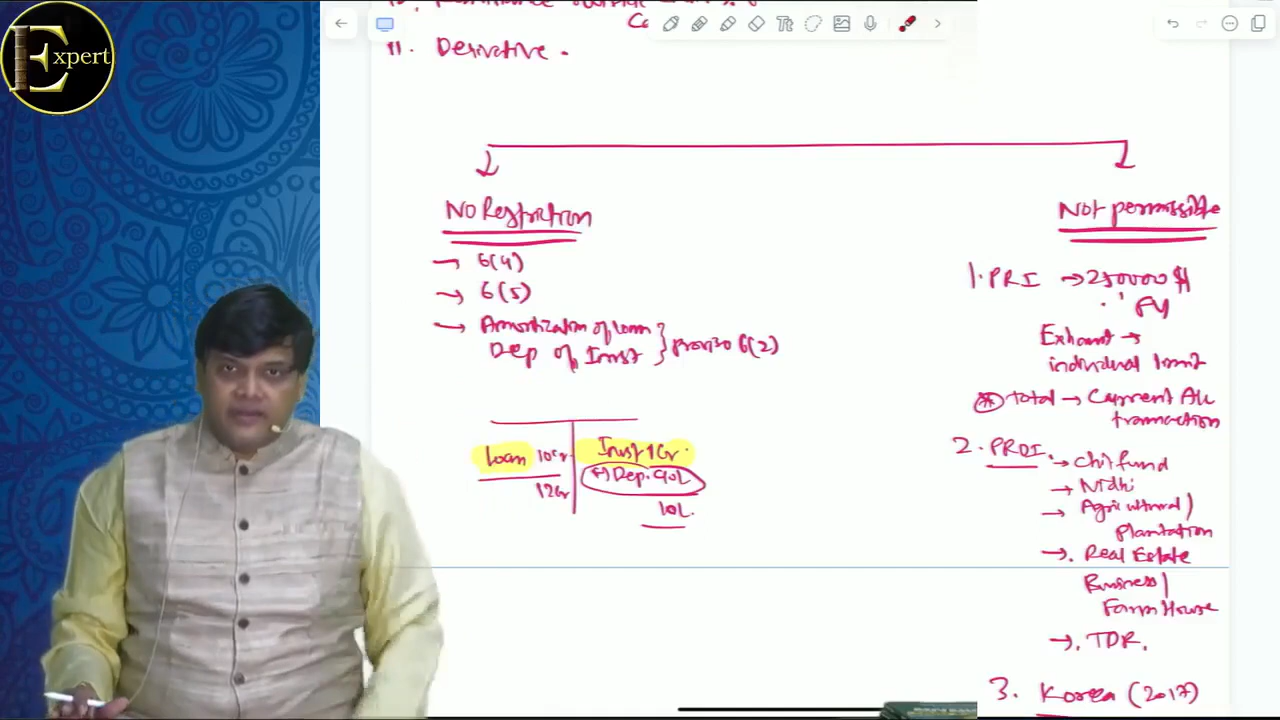 Expert
11. Derivative.
No Restriction
→ 6(4)
→ 6(5)
→ Amortization of loan
Dep of Invst } proviso 6(2)
loan 10Cr
12Cr
Invst 1Cr.
(-) Dep. 90L
10L.
Not permissible
1. PRI → 250000 $
FY
Exhaust →
individual limit
* Total → Current A/c
transaction
2. PROI. → Chit fund
→ Nidhi
→ Agricultural /
Plantation
→. Real Estate
Business /
Farm House
→. TDR.
3. Korea (2017)